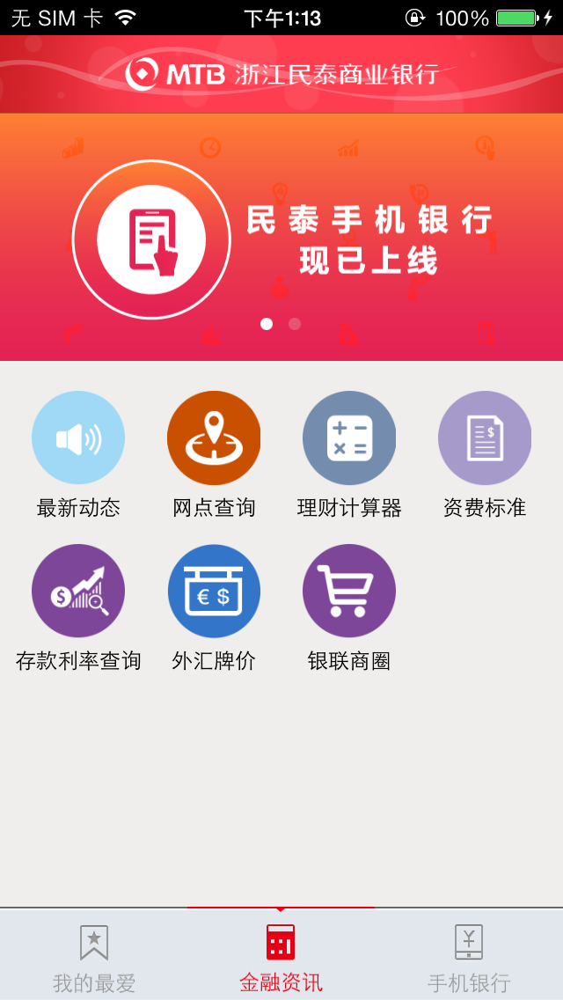 无 SIM 卡 下午1:13 100%
MTB 浙江民泰商业银行
民泰手机银行
现已上线
最新动态 网点查询 理财计算器 资费标准
存款利率查询 外汇牌价 银联商圈
我的最爱 金融资讯 手机银行